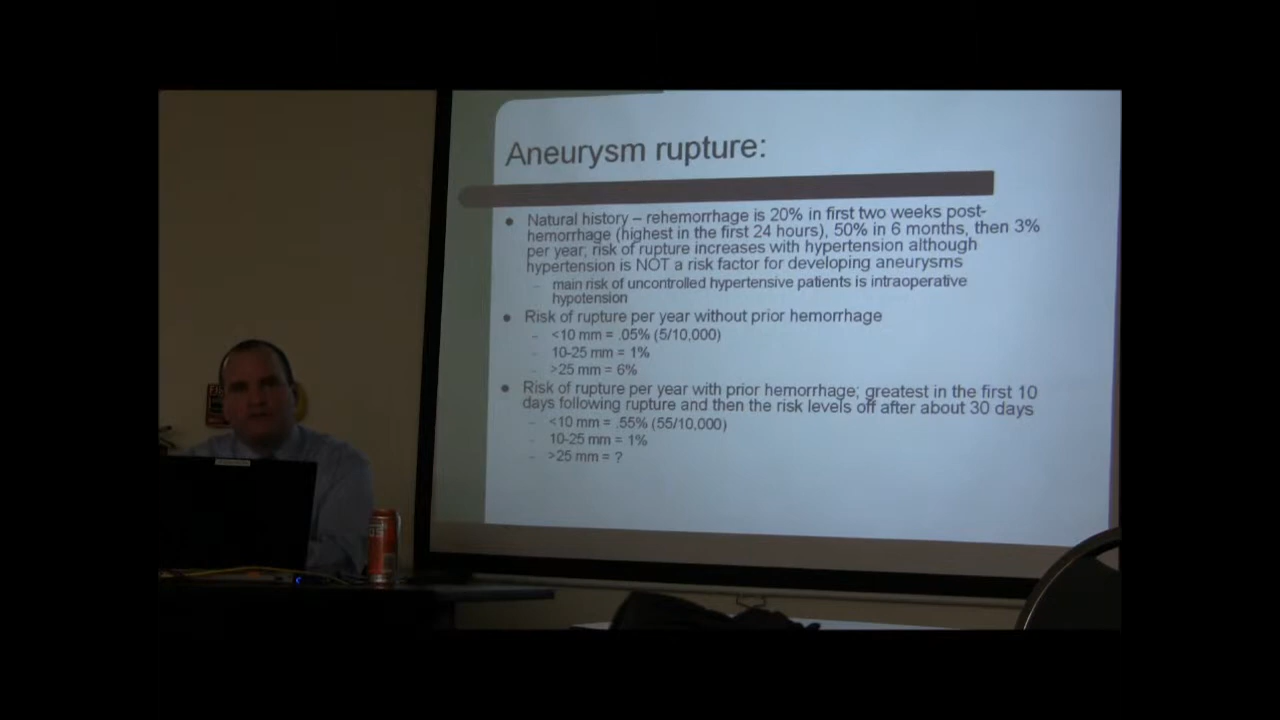 Aneurysm rupture:
Natural history – rehemorrhage is 20% in first two weeks post-
hemorrhage (highest in the first 24 hours), 50% in 6 months, then 3%
per year; risk of rupture increases with hypertension although
hypertension is NOT a risk factor for developing aneurysms
– main risk of uncontrolled hypertensive patients is intraoperative
hypotension
Risk of rupture per year without prior hemorrhage
– <10 mm = .05% (5/10,000)
– 10-25 mm = 1%
– >25 mm = 6%
Risk of rupture per year with prior hemorrhage; greatest in the first 10
days following rupture and then the risk levels off after about 30 days
– <10 mm = .55% (55/10,000)
– 10-25 mm = 1%
– >25 mm = ?